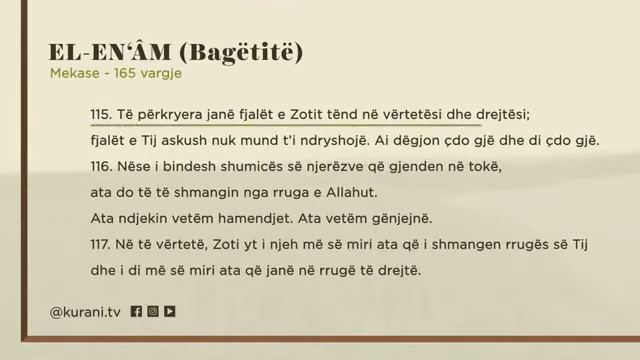 EL-EN‘ÂM (Bagëtitë)
Mekase - 165 vargje
115. Të përkryera janë fjalët e Zotit tënd në vërtetësi dhe drejtësi;
fjalët e Tij askush nuk mund t’i ndryshojë. Ai dëgjon çdo gjë dhe di çdo gjë.
116. Nëse i bindesh shumicës së njerëzve që gjenden në tokë,
ata do të të shmangin nga rruga e Allahut.
Ata ndjekin vetëm hamendjet. Ata vetëm gënjejnë.
117. Në të vërtetë, Zoti yt i njeh më së miri ata që i shmangen rrugës së Tij
dhe i di më së miri ata që janë në rrugë të drejtë.
@kurani.tv